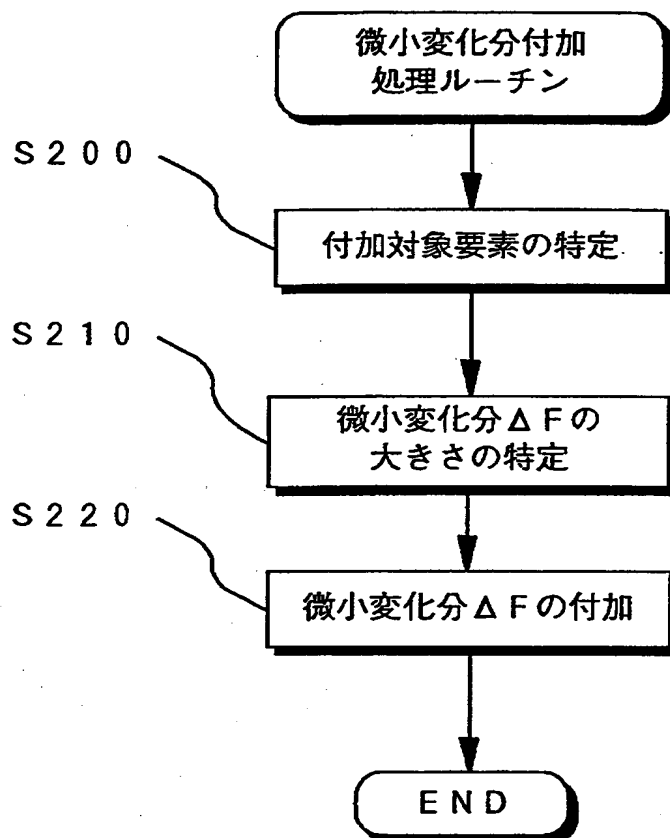 微小変化分付加
処理ルーチン
S200
付加対象要素の特定
S210
微小変化分ΔFの
大きさの特定
S220
微小変化分ΔFの付加
END